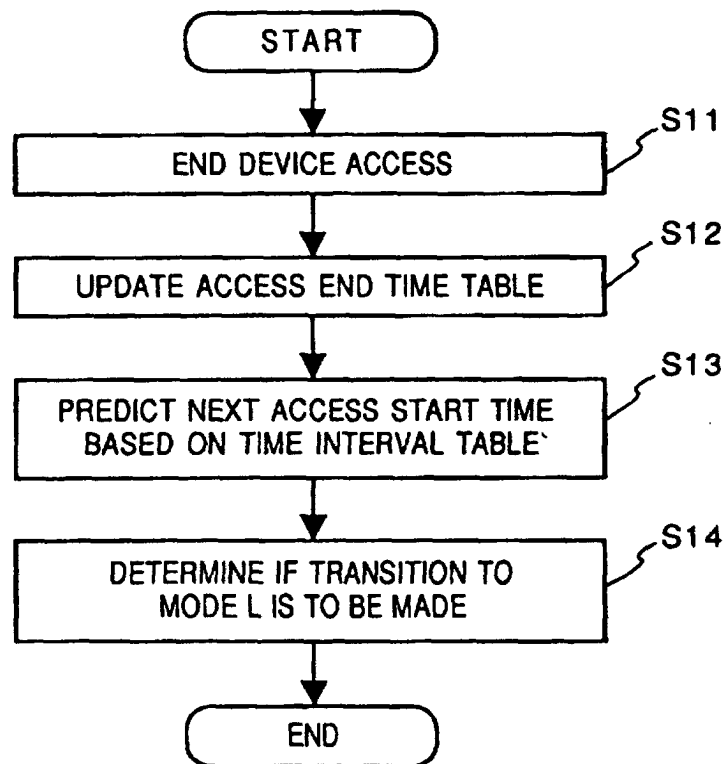 START
S11
END DEVICE ACCESS
S12
UPDATE ACCESS END TIME TABLE
S13
PREDICT NEXT ACCESS START TIME
BASED ON TIME INTERVAL TABLE
S14
DETERMINE IF TRANSITION TO
MODE L IS TO BE MADE
END